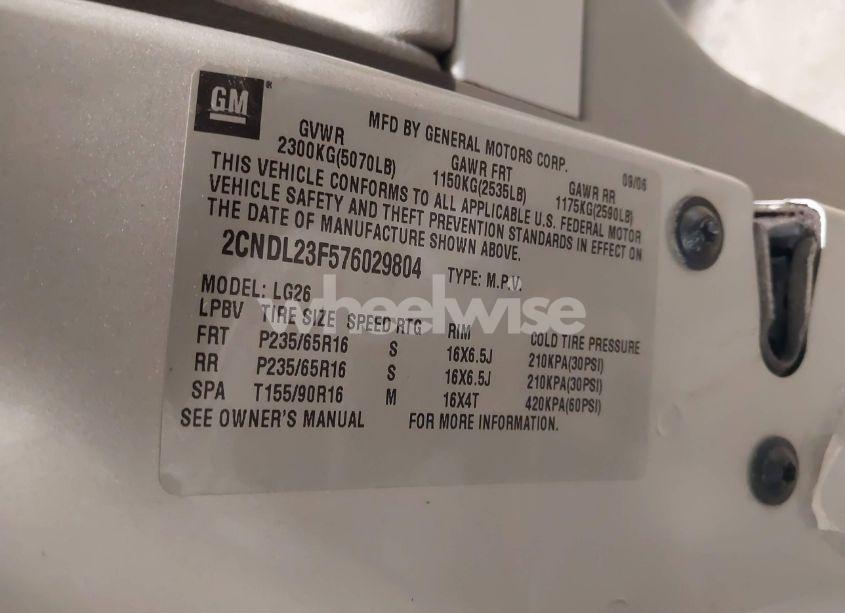 GM
MFD BY GENERAL MOTORS CORP. 09/06
GVWR GAWR FRT GAWR RR
2300KG(5070LB) 1150KG(2535LB) 1175KG(2590LB)
THIS VEHICLE CONFORMS TO ALL APPLICABLE U.S. FEDERAL MOTOR
VEHICLE SAFETY AND THEFT PREVENTION STANDARDS IN EFFECT ON
THE DATE OF MANUFACTURE SHOWN ABOVE.
2CNDL23F576029804 TYPE: M.P.V.
MODEL: LG26
LPBV TIRE SIZE SPEED RTG RIM COLD TIRE PRESSURE
FRT P235/65R16 S 16X6.5J 210KPA(30PSI)
RR P235/65R16 S 16X6.5J 210KPA(30PSI)
SPA T155/90R16 M 16X4T 420KPA(60PSI)
SEE OWNER'S MANUAL FOR MORE INFORMATION.
wheelwise